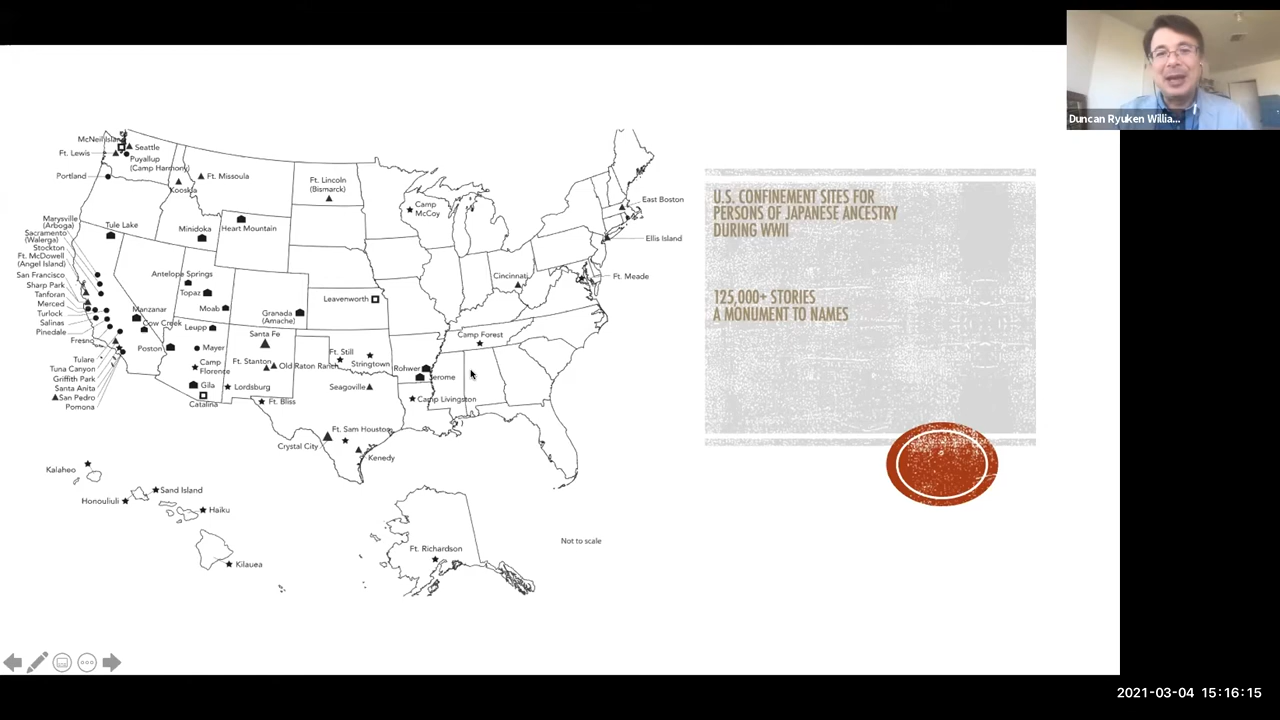 Duncan Ryuken Willia...
McNeil Island
Seattle
Ft. Lewis
Puyallup
(Camp Harmony)
Portland
Kooskia
Ft. Missoula
Ft. Lincoln
(Bismarck)
Camp
McCoy
East Boston
Ellis Island
Ft. Meade
Cincinnati
Marysville
(Arboga)
Sacramento
(Walerga)
Stockton
Ft. McDowell
(Angel Island)
San Francisco
Sharp Park
Tanforan
Merced
Turlock
Salinas
Pinedale
Fresno
Tulare
Tuna Canyon
Griffith Park
Santa Anita
San Pedro
Pomona
Tule Lake
Minidoka
Heart Mountain
Antelope Springs
Topaz
Moab
Manzanar
Cow Creek
Leupp
Granada
(Amache)
Leavenworth
Poston
Mayer
Camp
Florence
Gila
Catalina
Santa Fe
Ft. Stanton
Old Raton Ranch
Lordsburg
Ft. Bliss
Ft. Still
Stringtown
Seagoville
Rohwer
Jerome
Camp Livingston
Camp Forest
Ft. Sam Houston
Crystal City
Kenedy
Kalaheo
Honouliuli
Sand Island
Haiku
Kilauea
Ft. Richardson
Not to scale
U.S. CONFINEMENT SITES FOR
PERSONS OF JAPANESE ANCESTRY
DURING WWII
125,000+ STORIES
A MONUMENT TO NAMES
2021-03-04 15:16:15